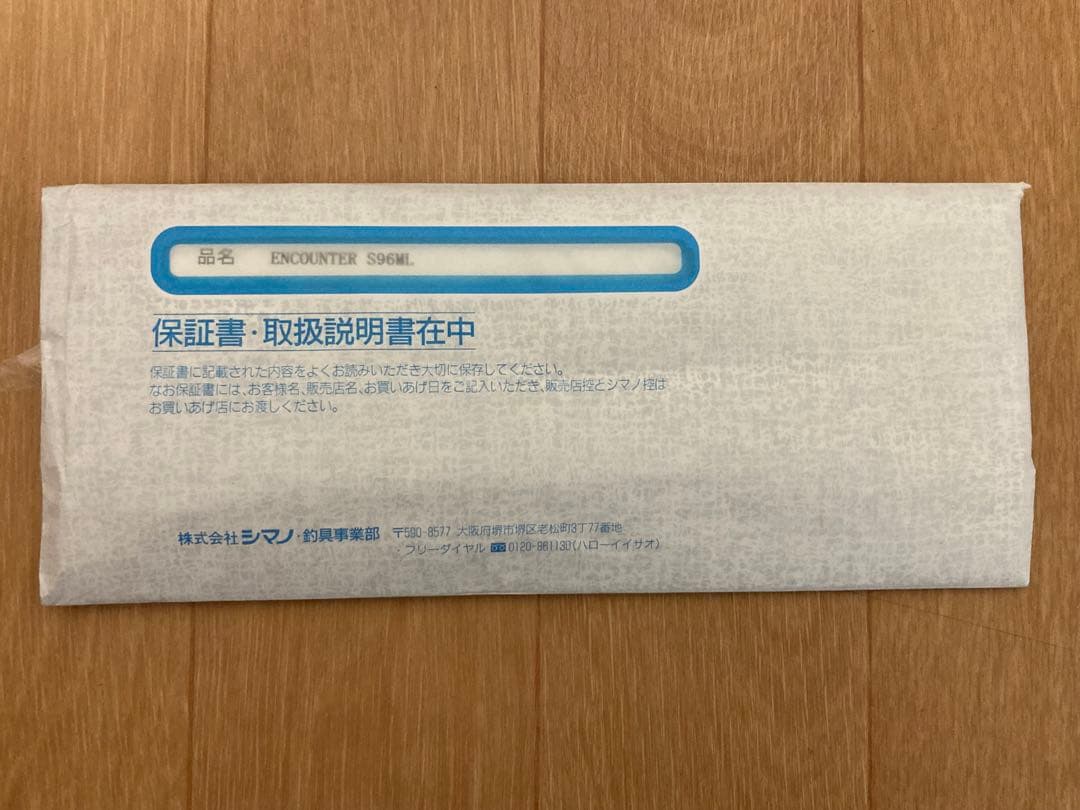 品名 ENCOUNTER S96ML
保証書・取扱説明書在中
保証書に記載された内容をよくお読みいただき大切に保存してください。
なお保証書には、お客様名、販売店名、お買いあげ日をご記入いただき、販売店控とシマノ控は
お買いあげ店にお渡しください。
株式会社シマノ・釣具事業部 〒590-8577 大阪府堺市堺区老松町3丁77番地
・フリーダイヤル 0120-861130(ハローイイサオ)